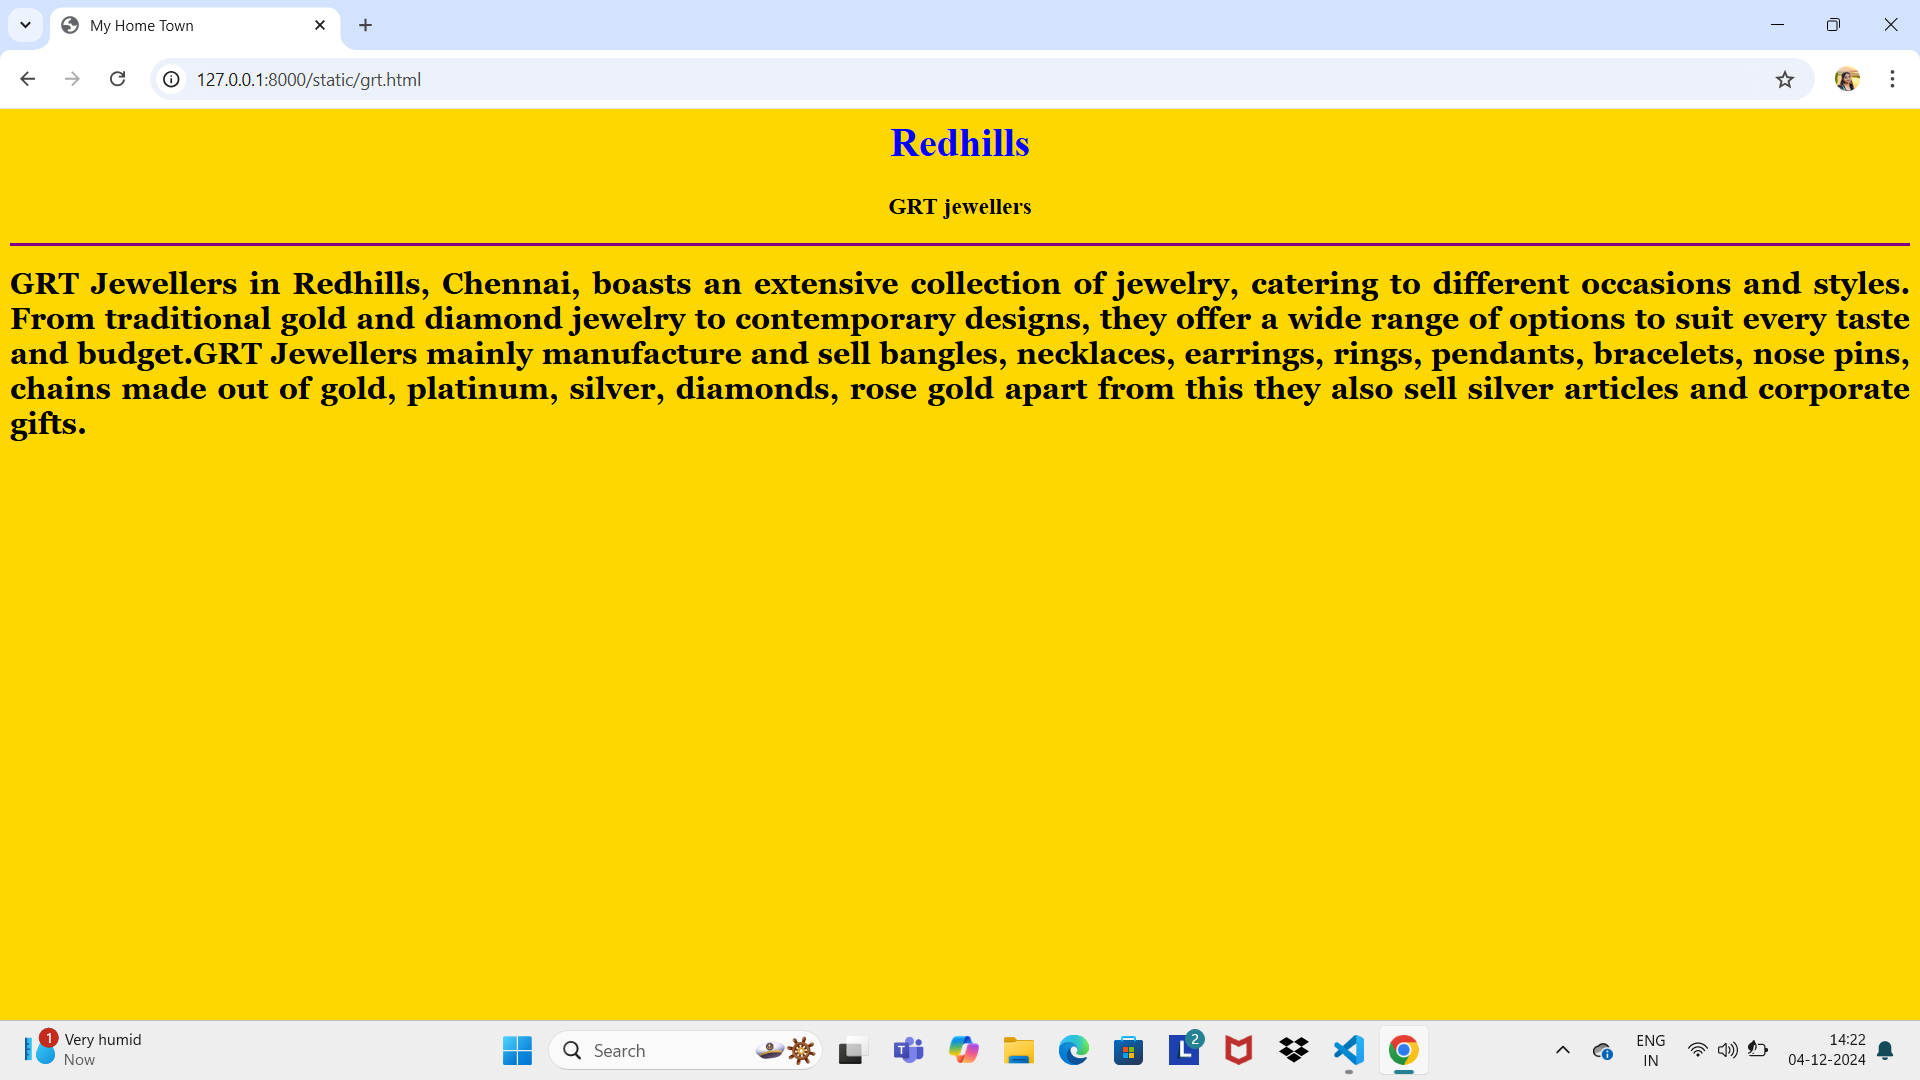 My Home Town
127.0.0.1:8000/static/grt.html
Redhills
GRT jewellers
GRT Jewellers in Redhills, Chennai, boasts an extensive collection of jewelry, catering to different occasions and styles.
From traditional gold and diamond jewelry to contemporary designs, they offer a wide range of options to suit every taste
and budget.GRT Jewellers mainly manufacture and sell bangles, necklaces, earrings, rings, pendants, bracelets, nose pins,
chains made out of gold, platinum, silver, diamonds, rose gold apart from this they also sell silver articles and corporate
gifts.
1
Very humid
Now
Search
T
L
2
ENG
IN
14:22
04-12-2024